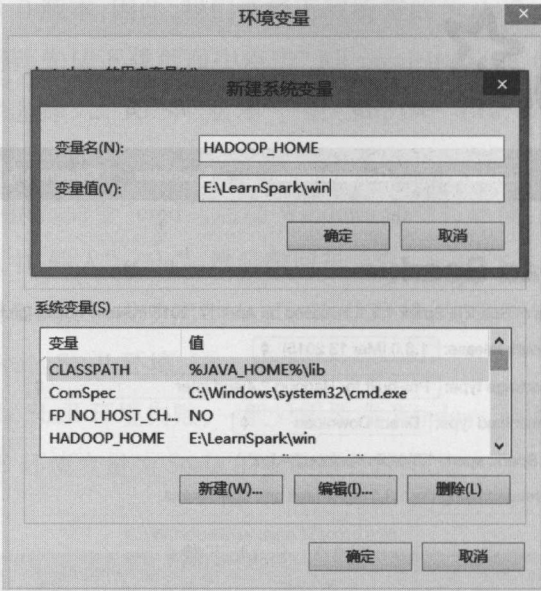 环境变量
新建系统变量
变量名(N): HADOOP_HOME
变量值(V): E:\LearnSpark\win
确定 取消
系统变量(S)
变量 值
CLASSPATH %JAVA_HOME%\lib
ComSpec C:\Windows\system32\cmd.exe
FP_NO_HOST_CH... NO
HADOOP_HOME E:\LearnSpark\win
新建(W)... 编辑(I)... 删除(L)
确定 取消